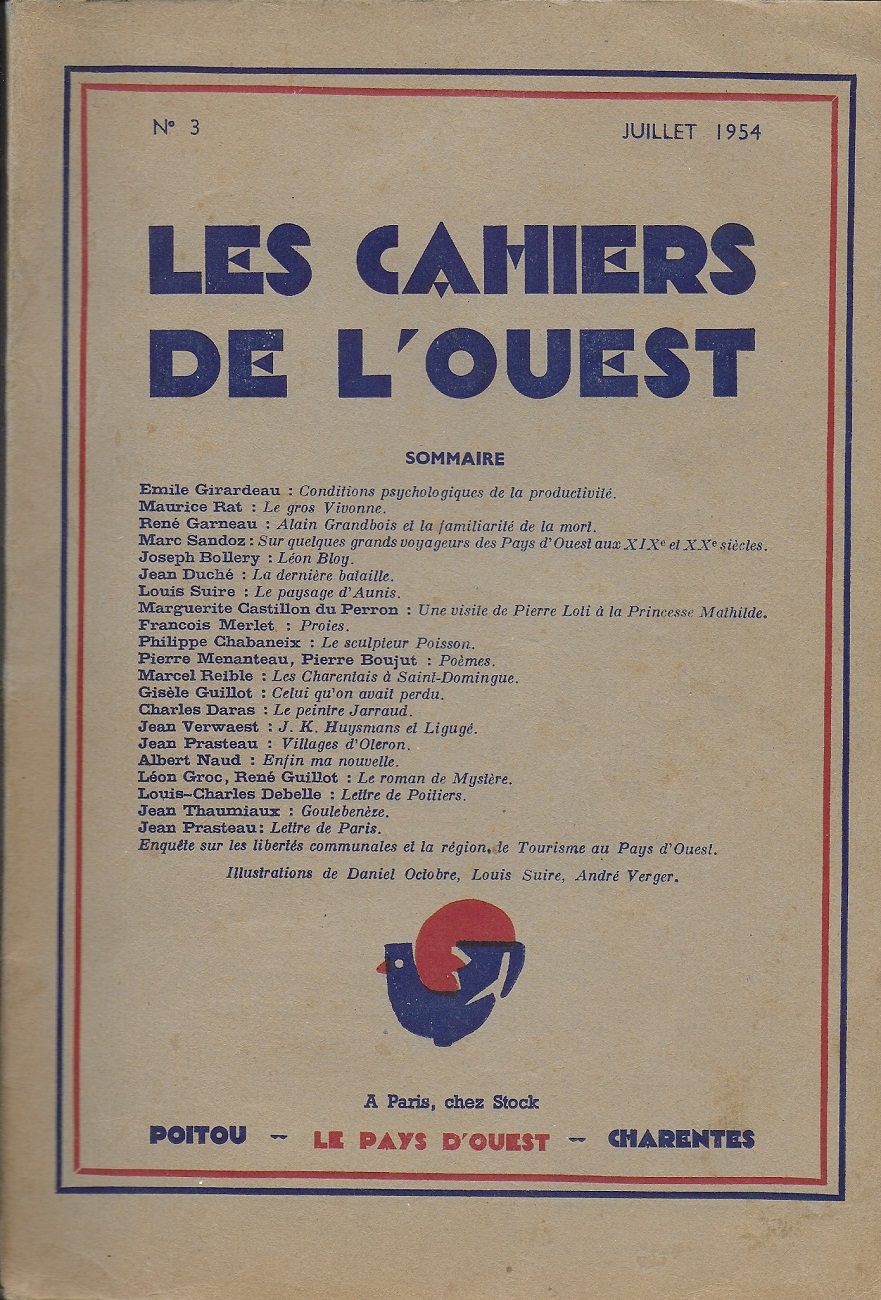 N° 3
JUILLET 1954
LES CAHIERS
DE L'OUEST
SOMMAIRE
Emile Girardeau : Conditions psychologiques de la productivité.
Maurice Rat : Le gros Vivonne.
René Garneau : Alain Grandbois et la familiarité de la mort.
Marc Sandoz : Sur quelques grands voyageurs des Pays d'Ouest aux XIXe et XXe siècles.
Joseph Bollery : Léon Bloy.
Jean Duché : La dernière bataille.
Louis Suire : Le paysage d'Aunis.
Marguerite Castillon du Perron : Une visite de Pierre Loti à la Princesse Mathilde.
Francois Merlet : Proies.
Philippe Chabaneix : Le sculpteur Poisson.
Pierre Menanteau, Pierre Boujut : Poèmes.
Marcel Reible : Les Charentais à Saint-Domingue.
Gisèle Guillot : Celui qu'on avait perdu.
Charles Daras : Le peintre Jarraud.
Jean Verwaest : J. K. Huysmans et Ligugé.
Jean Prasteau : Villages d'Oleron.
Albert Naud : Enfin ma nouvelle.
Léon Groc, René Guillot : Le roman de Mystère.
Louis-Charles Debelle : Lettre de Poitiers.
Jean Thaumiaux : Goulebenèze.
Jean Prasteau : Lettre de Paris.
Enquête sur les libertés communales et la région, le Tourisme au Pays d'Ouest.
Illustrations de Daniel Octobre, Louis Suire, André Verger.
A Paris, chez Stock
POITOU - LE PAYS D'OUEST - CHARENTES